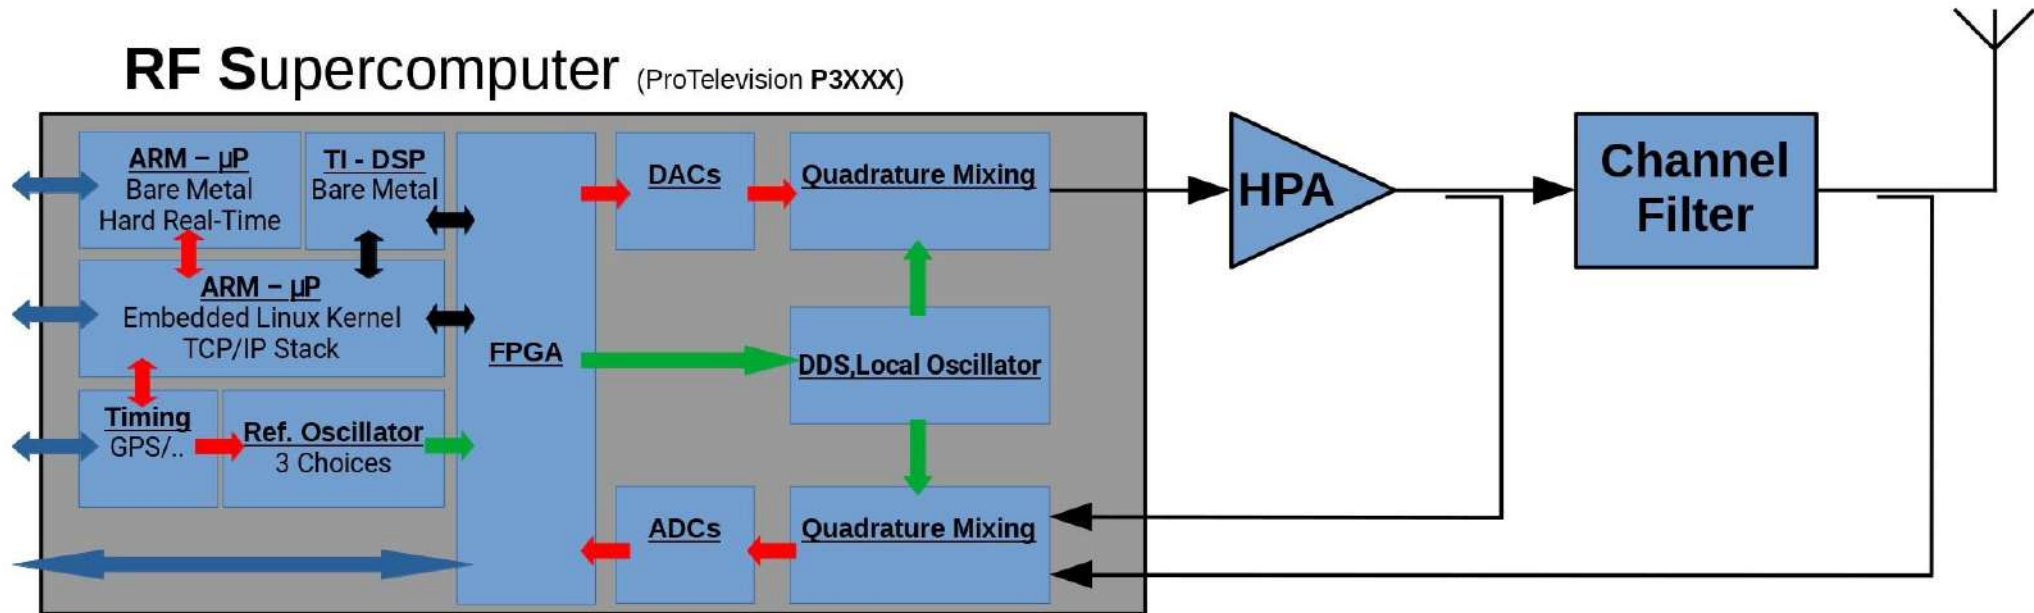 RF Supercomputer (ProTelevision P3XXX)
ARM – µP
Bare Metal
Hard Real-Time
TI - DSP
Bare Metal
ARM – µP
Embedded Linux Kernel
TCP/IP Stack
Timing
GPS/..
Ref. Oscillator
3 Choices
FPGA
DACs
Quadrature Mixing
DDS,Local Oscillator
ADCs
Quadrature Mixing
HPA
Channel
Filter